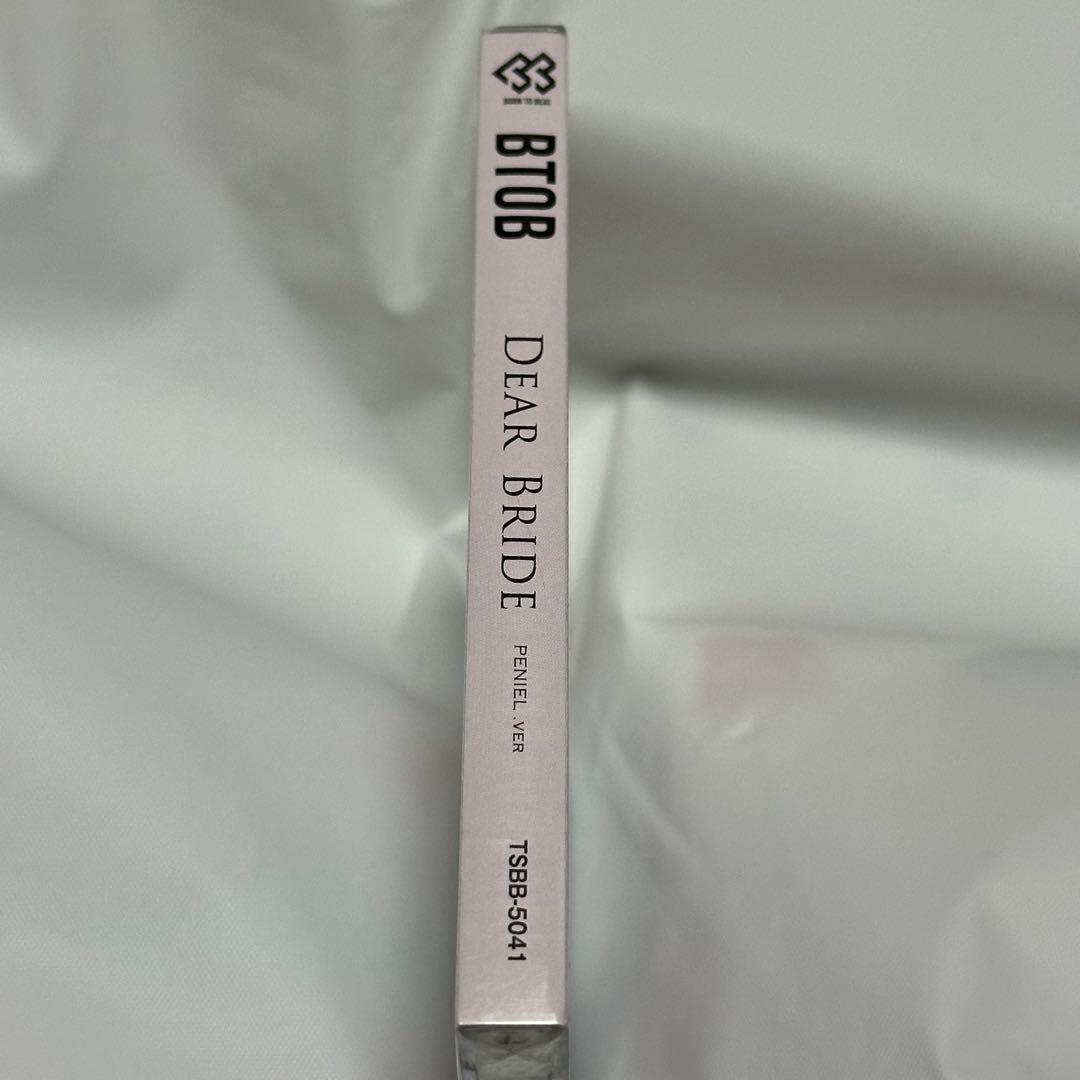 BORN TO BEAT
BTOB
DEAR BRIDE
PENIEL .VER
TSBB-5041